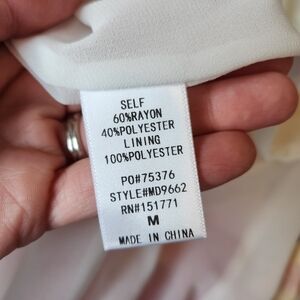 SELF
60%RAYON
40%POLYESTER
LINING
100%POLYESTER
PO#75376
STYLE#MD9662
RN#151771
M
MADE IN CHINA